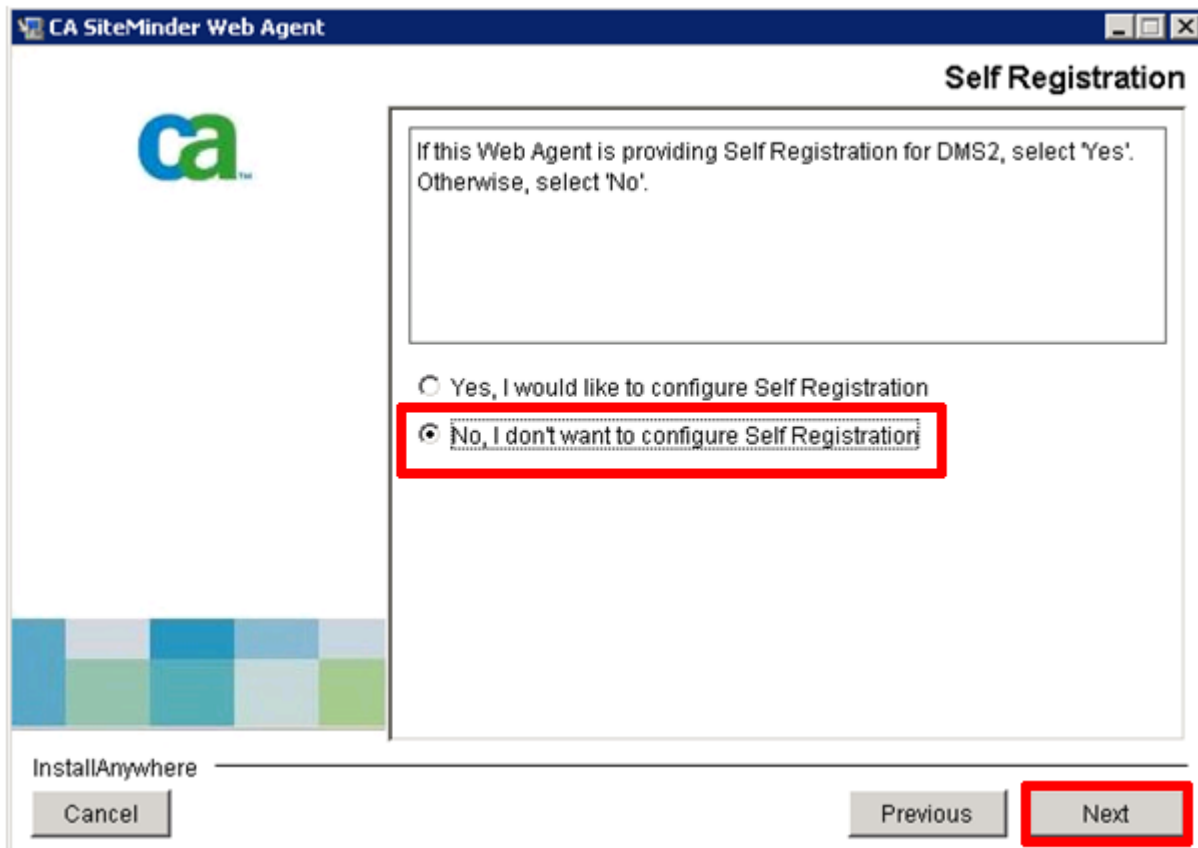 CA SiteMinder Web Agent
Self Registration
ca
If this Web Agent is providing Self Registration for DMS2, select 'Yes'.
Otherwise, select 'No'.
Yes, I would like to configure Self Registration
No, I don't want to configure Self Registration
InstallAnywhere
Cancel
Previous
Next